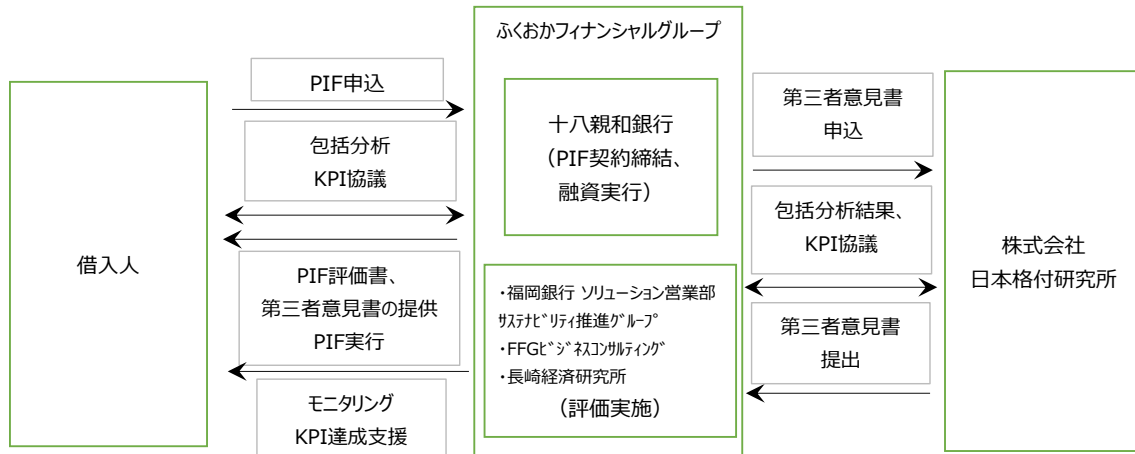 ふくおかフィナンシャルグループ
借入人
PIF申込
包括分析
KPI協議
PIF評価書、
第三者意見書の提供
PIF実行
モニタリング
KPI達成支援
十八親和銀行
（PIF契約締結、
融資実行）
・福岡銀行 ソリューション営業部
ｻｽﾃﾅﾋﾞﾘﾃｨ推進ｸﾞﾙｰﾌﾟ
・FFGﾋﾞｼﾞﾈｽｺﾝｻﾙﾃｨﾝｸﾞ
・長崎経済研究所
（評価実施）
第三者意見書
申込
包括分析結果、
KPI協議
第三者意見書
提出
株式会社
日本格付研究所